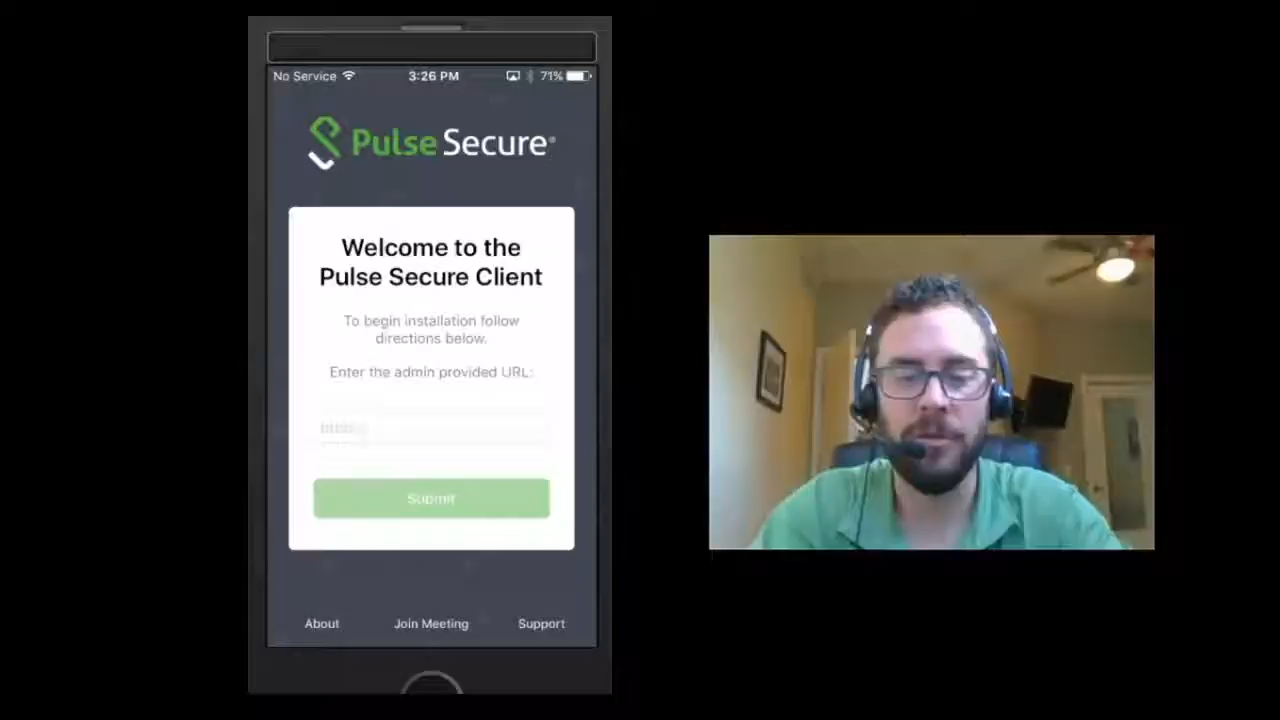 No Service 3:26 PM 71%
Pulse Secure®
Welcome to the
Pulse Secure Client
To begin installation follow
directions below.
Enter the admin provided URL:
Submit
About Join Meeting Support